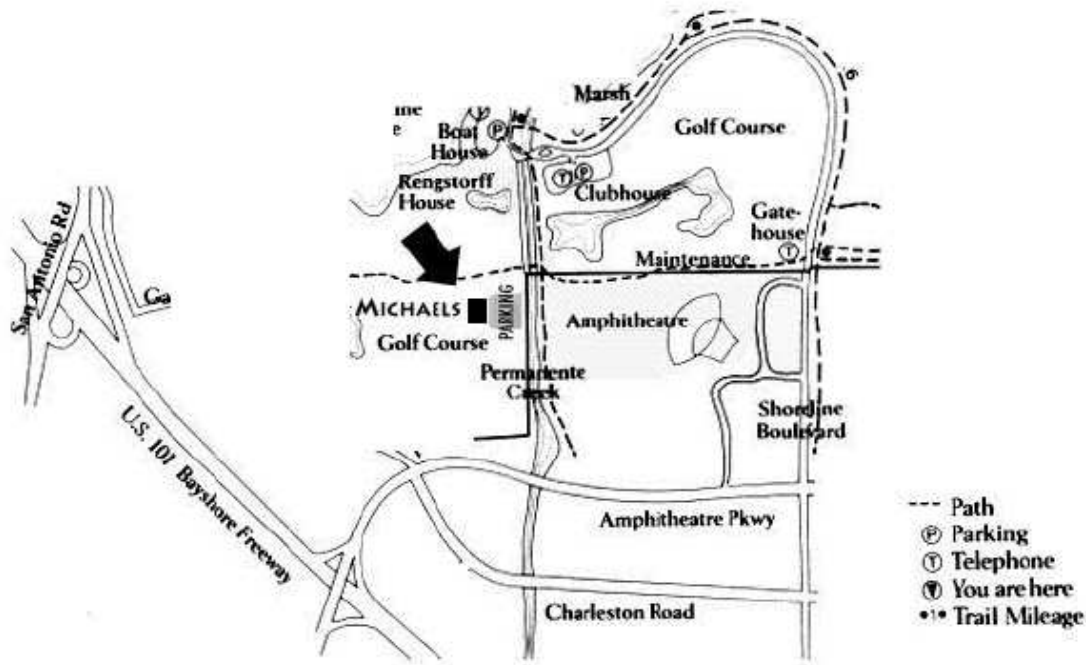 Marsh
Golf Course
Boat
House
P
Rengstorff
House
T P
Clubhouse
Gate-
house
T
Maintenance
San Antonio Rd
MICHAELS
PARKING
Golf Course
Amphitheatre
Permanente
Creek
Shoreline
Boulevard
U.S. 101 Bayshore Freeway
Amphitheatre Pkwy
Charleston Road
Path
P Parking
T Telephone
You are here
1 Trail Mileage